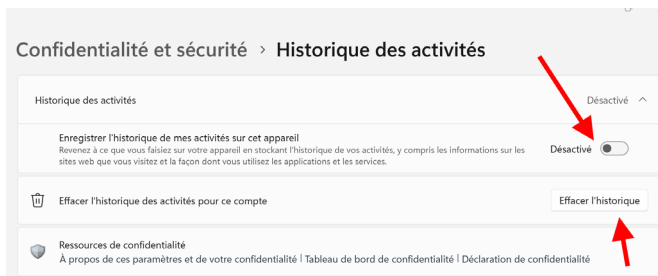 Confidentialité et sécurité > Historique des activités
Historique des activités
Désactivé
Enregistrer l'historique de mes activités sur cet appareil
Revenez à ce que vous faisiez sur votre appareil en stockant l'historique de vos activités, y compris les informations sur les
sites web que vous visitez et la façon dont vous utilisez les applications et les services.
Désactivé
Effacer l'historique des activités pour ce compte
Effacer l'historique
Ressources de confidentialité
À propos de ces paramètres et de votre confidentialité | Tableau de bord de confidentialité | Déclaration de confidentialité